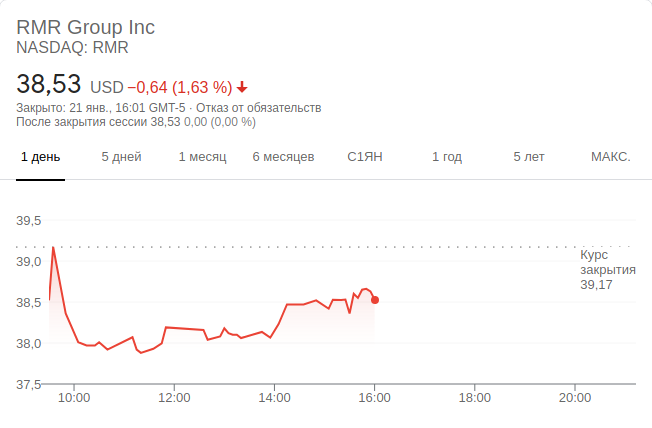 RMR Group Inc
NASDAQ: RMR
38,53 USD −0,64 (1,63 %)
Закрыто: 21 янв., 16:01 GMT-5 · Отказ от обязательств
После закрытия сессии 38,53 0,00 (0,00 %)
1 день 5 дней 1 месяц 6 месяцев С1ЯН 1 год 5 лет МАКС.
39,5
39,0
38,5
38,0
37,5
Курс
закрытия
39,17
10:00 12:00 14:00 16:00 18:00 20:00